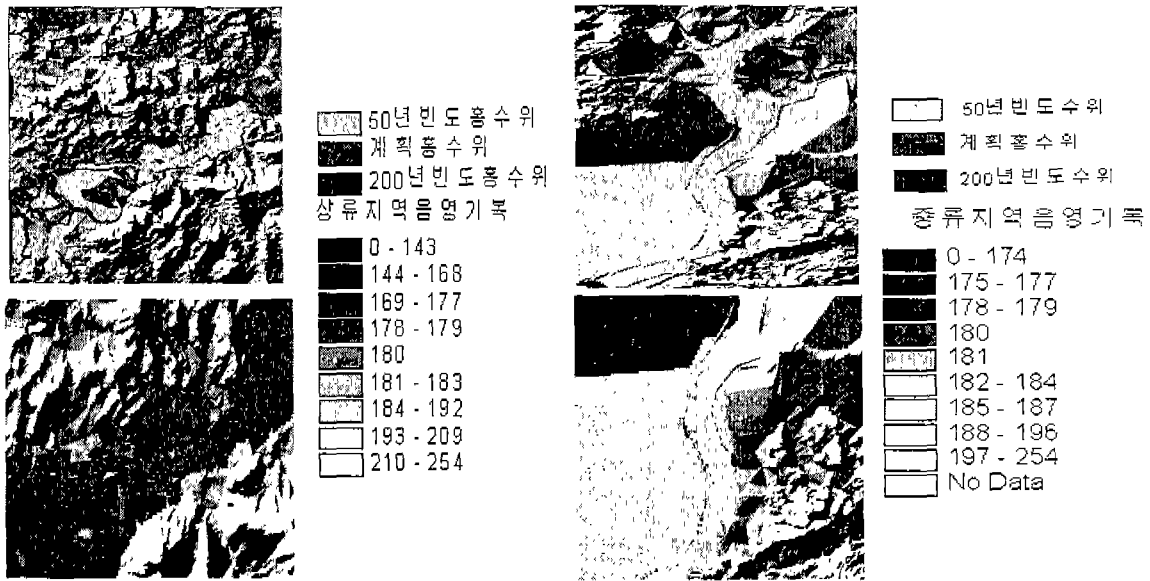 50년빈도홍수위
계획홍수위
200년빈도홍수위
상류지역음영기복
0 - 143
144 - 168
169 - 177
178 - 179
180
181 - 183
184 - 192
193 - 209
210 - 254
50년빈도수위
계획홍수위
200년빈도수위
중류지역음영기복
0 - 174
175 - 177
178 - 179
180
181
182 - 184
185 - 187
188 - 196
197 - 254
No Data